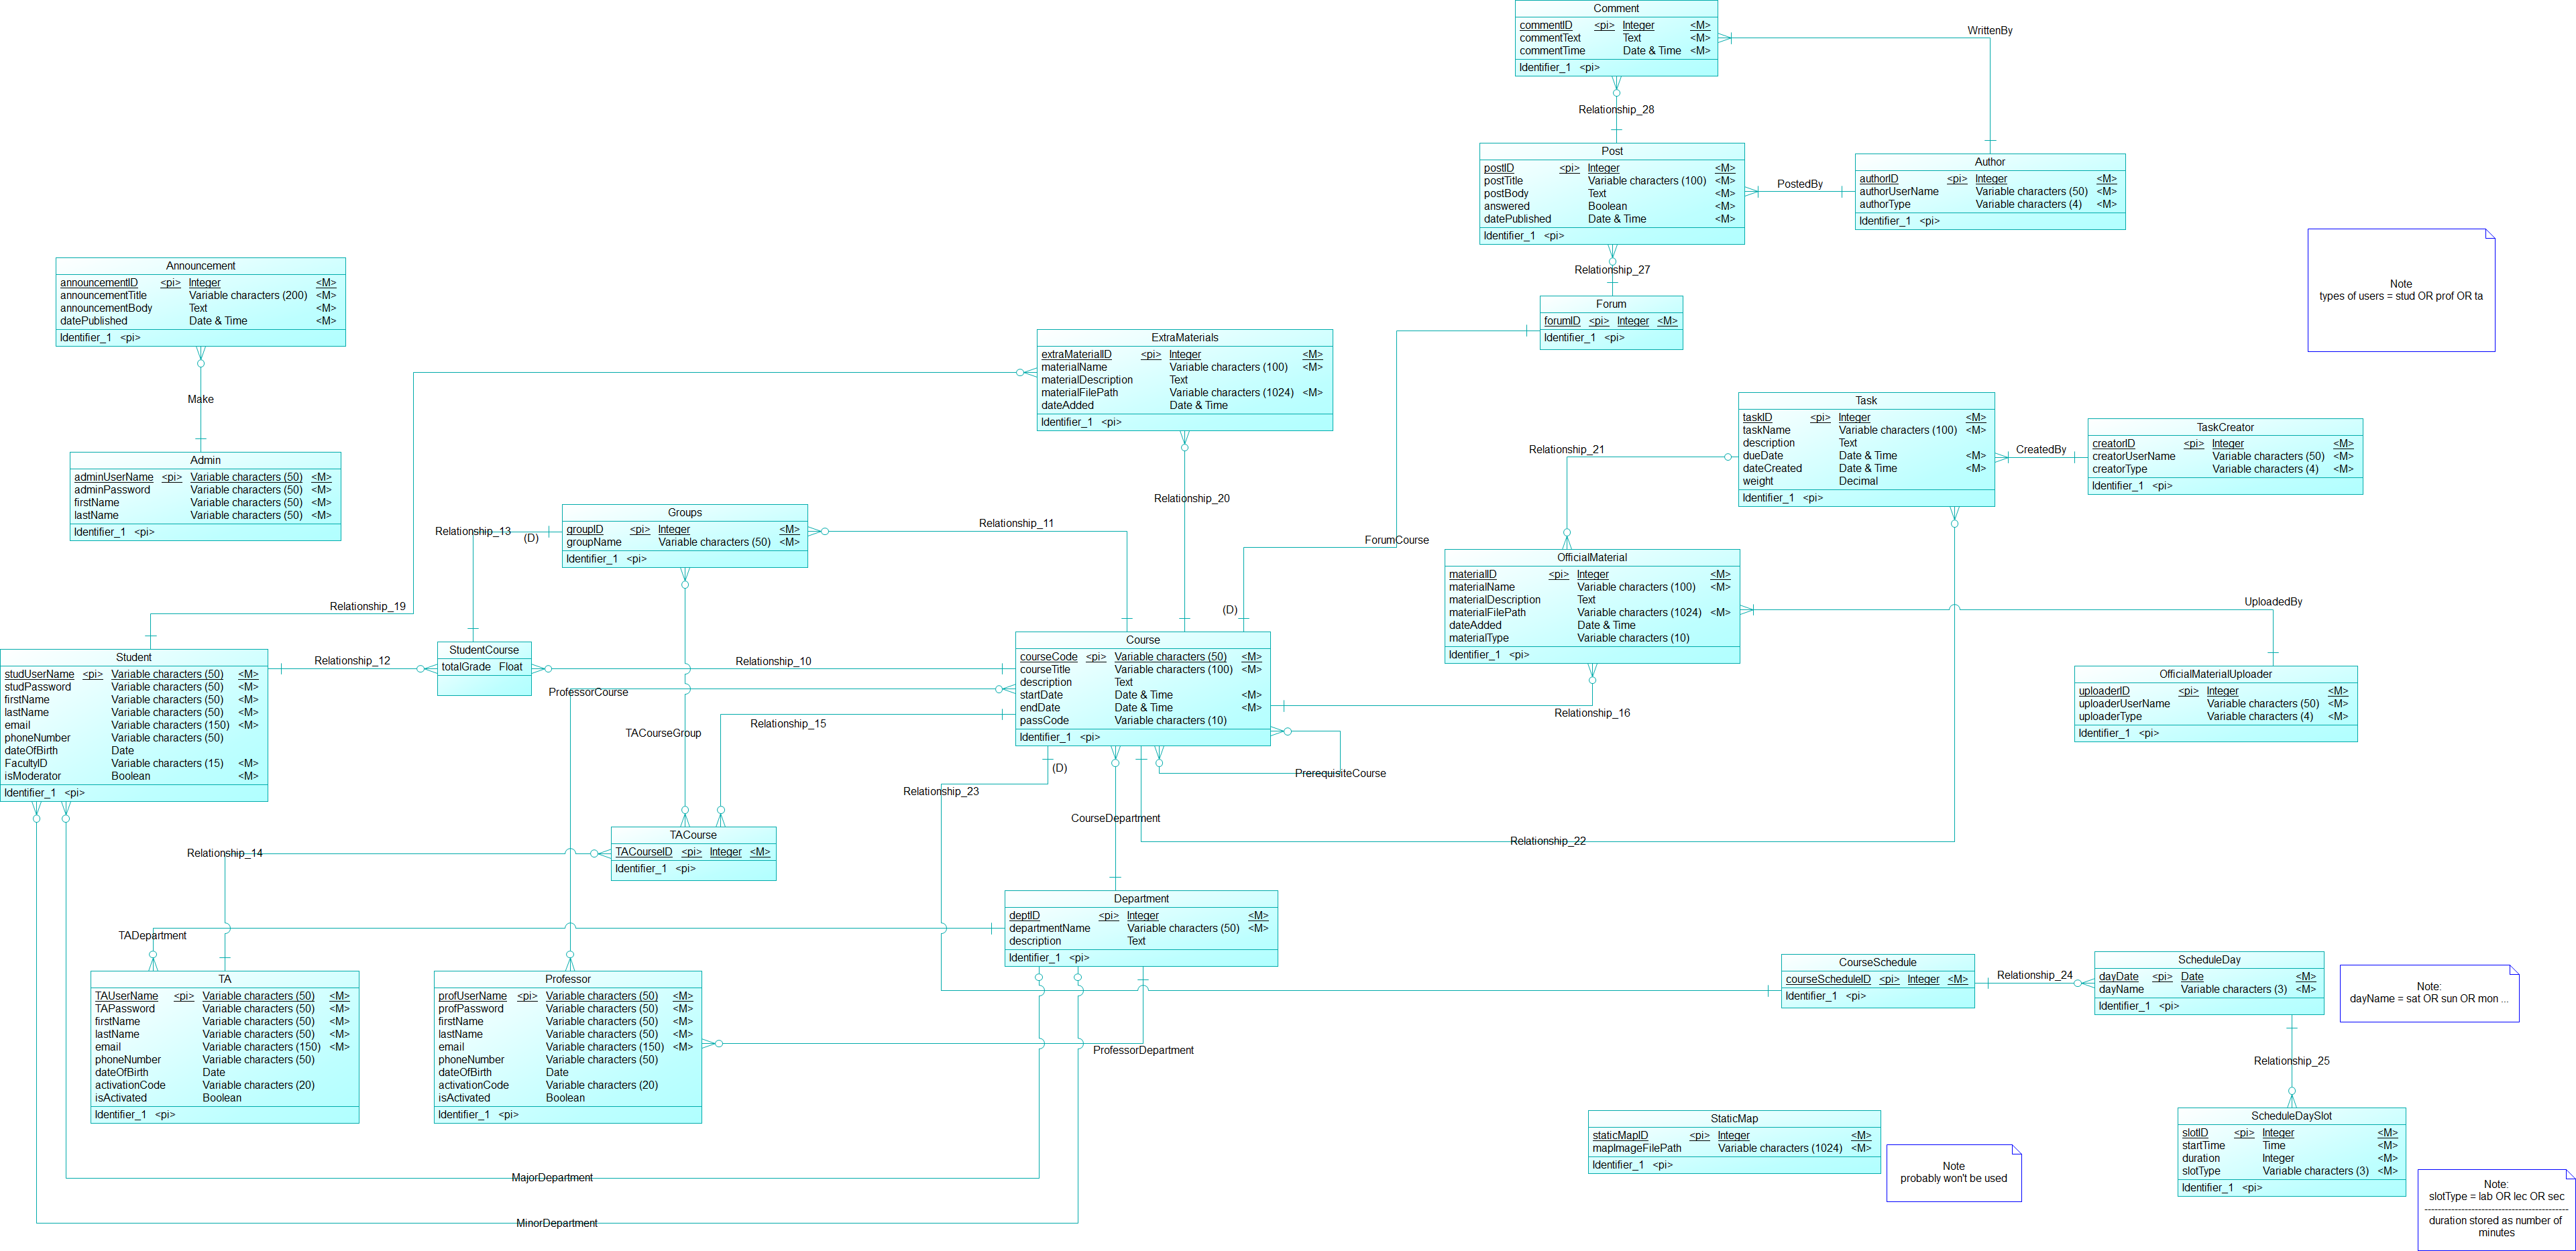 Comment
commentID <pi> Integer <M>
commentText Text <M>
commentTime Date & Time <M>
Identifier_1 <pi>
WrittenBy
Relationship_28
Post
postID <pi> Integer <M>
postTitle Variable characters (100) <M>
postBody Text <M>
answered Boolean <M>
datePublished Date & Time <M>
Identifier_1 <pi>
PostedBy
Author
authorID <pi> Integer <M>
authorUserName Variable characters (50) <M>
authorType Variable characters (4) <M>
Identifier_1 <pi>
Note
types of users = stud OR prof OR ta
Relationship_27
Forum
forumID <pi> Integer <M>
Identifier_1 <pi>
Announcement
announcementID <pi> Integer <M>
announcementTitle Variable characters (200) <M>
announcementBody Text <M>
datePublished Date & Time <M>
Identifier_1 <pi>
Make
Admin
adminUserName <pi> Variable characters (50) <M>
adminPassword Variable characters (50) <M>
firstName Variable characters (50) <M>
lastName Variable characters (50) <M>
Identifier_1 <pi>
ExtraMaterials
extraMaterialID <pi> Integer <M>
materialName Variable characters (100) <M>
materialDescription Text
materialFilePath Variable characters (1024) <M>
dateAdded Date & Time
Identifier_1 <pi>
Relationship_20
Task
taskID <pi> Integer <M>
taskName Variable characters (100) <M>
description Text
dueDate Date & Time <M>
dateCreated Date & Time <M>
weight Decimal
Identifier_1 <pi>
CreatedBy
TaskCreator
creatorID <pi> Integer <M>
creatorUserName Variable characters (50) <M>
creatorType Variable characters (4) <M>
Identifier_1 <pi>
Relationship_21
Relationship_13
(D)
Groups
groupID <pi> Integer <M>
groupName Variable characters (50) <M>
Identifier_1 <pi>
Relationship_11
ForumCourse
(D)
OfficialMaterial
materialID <pi> Integer <M>
materialName Variable characters (100) <M>
materialDescription Text
materialFilePath Variable characters (1024) <M>
dateAdded Date & Time
materialType Variable characters (10)
Identifier_1 <pi>
UploadedBy
OfficialMaterialUploader
uploaderID <pi> Integer <M>
uploaderUserName Variable characters (50) <M>
uploaderType Variable characters (4) <M>
Identifier_1 <pi>
Relationship_19
Student
studUserName <pi> Variable characters (50) <M>
studPassword Variable characters (50) <M>
firstName Variable characters (50) <M>
lastName Variable characters (50) <M>
email Variable characters (150) <M>
phoneNumber Variable characters (50)
dateOfBirth Date
FacultyID Variable characters (15) <M>
isModerator Boolean <M>
Identifier_1 <pi>
Relationship_12
StudentCourse
totalGrade Float
Relationship_10
ProfessorCourse
Relationship_15
TACourseGroup
Course
courseCode <pi> Variable characters (50) <M>
courseTitle Variable characters (100) <M>
description Text
startDate Date & Time <M>
endDate Date & Time <M>
passCode Variable characters (10)
Identifier_1 <pi>
(D)
Relationship_16
PrerequisiteCourse
Relationship_23
CourseDepartment
Relationship_22
Relationship_14
TACourse
TACourseID <pi> Integer <M>
Identifier_1 <pi>
TADepartment
Department
deptID <pi> Integer <M>
departmentName Variable characters (50) <M>
description Text
Identifier_1 <pi>
TA
TAUserName <pi> Variable characters (50) <M>
TAPassword Variable characters (50) <M>
firstName Variable characters (50) <M>
lastName Variable characters (50) <M>
email Variable characters (150) <M>
phoneNumber Variable characters (50)
dateOfBirth Date
activationCode Variable characters (20)
isActivated Boolean
Identifier_1 <pi>
Professor
profUserName <pi> Variable characters (50) <M>
profPassword Variable characters (50) <M>
firstName Variable characters (50) <M>
lastName Variable characters (50) <M>
email Variable characters (150) <M>
phoneNumber Variable characters (50)
dateOfBirth Date
activationCode Variable characters (20)
isActivated Boolean
Identifier_1 <pi>
ProfessorDepartment
CourseSchedule
courseScheduleID <pi> Integer <M>
Identifier_1 <pi>
Relationship_24
ScheduleDay
dayDate <pi> Date <M>
dayName Variable characters (3) <M>
Identifier_1 <pi>
Note:
dayName = sat OR sun OR mon ...
Relationship_25
StaticMap
staticMapID <pi> Integer <M>
mapImageFilePath Variable characters (1024) <M>
Identifier_1 <pi>
Note
probably won't be used
ScheduleDaySlot
slotID <pi> Integer <M>
startTime Time <M>
duration Integer <M>
slotType Variable characters (3) <M>
Identifier_1 <pi>
Note:
slotType = lab OR lec OR sec
----------------------------------------
duration stored as number of
minutes
MajorDepartment
MinorDepartment